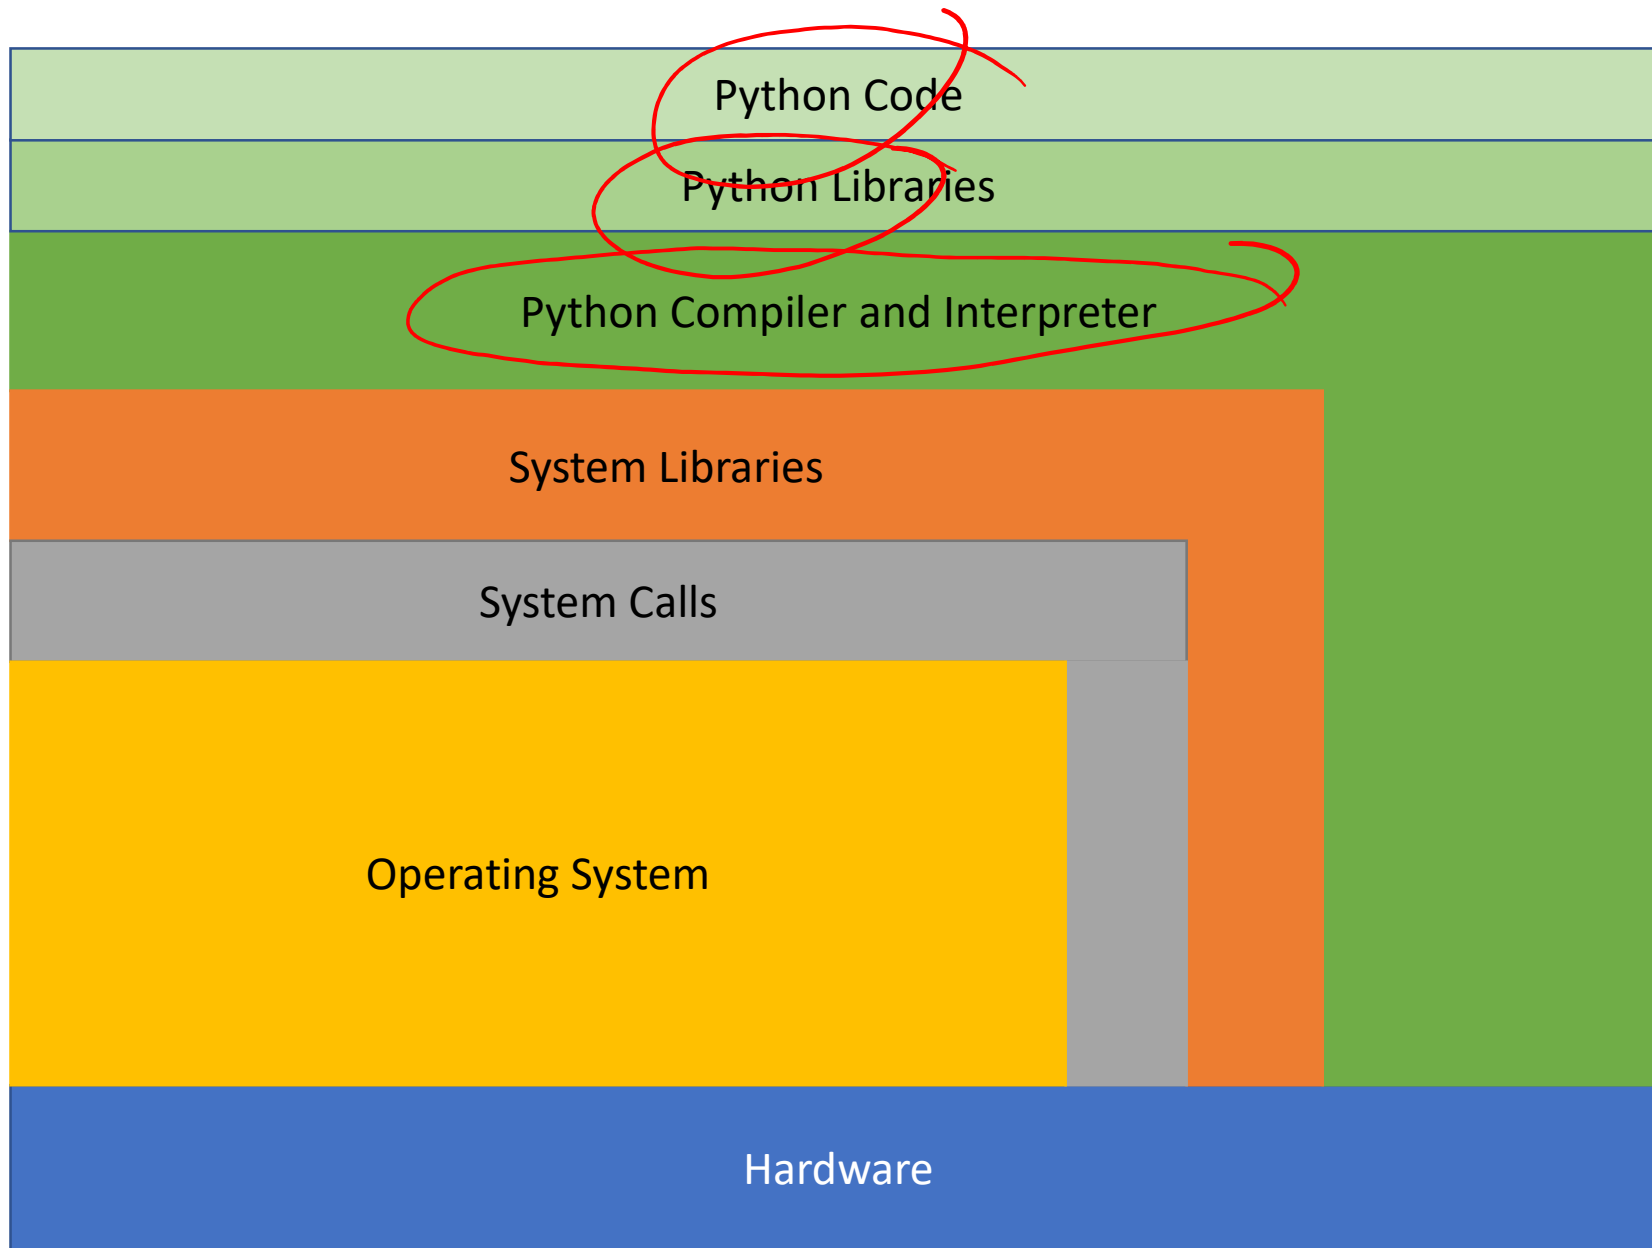 Python Code
Python Libraries
Python Compiler and Interpreter
System Libraries
System Calls
Operating System
Hardware